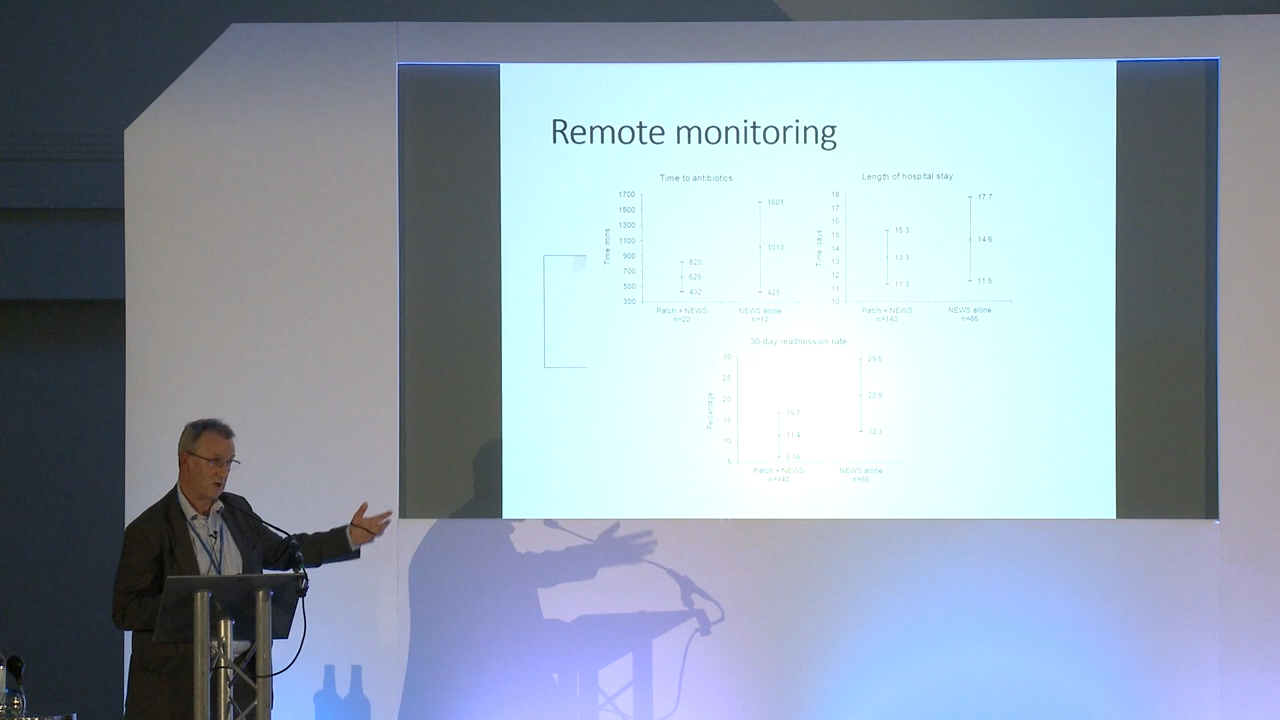 Remote monitoring
Time to antibiotics
Time mins
1700
1500
1300
1100
900
700
500
300
820
626
432
1601
1013
425
Patch + NEWS
n=22
NEWS alone
n=12
Length of hospital stay
Time days
18
17
16
15
14
13
12
11
10
15.3
13.3
11.3
17.7
14.6
11.5
Patch + NEWS
n=140
NEWS alone
n=66
30-day readmission rate
Percentage
30
25
20
15
10
5
16.7
11.4
6.16
29.5
20.9
12.3
Patch + NEWS
n=140
NEWS alone
n=66